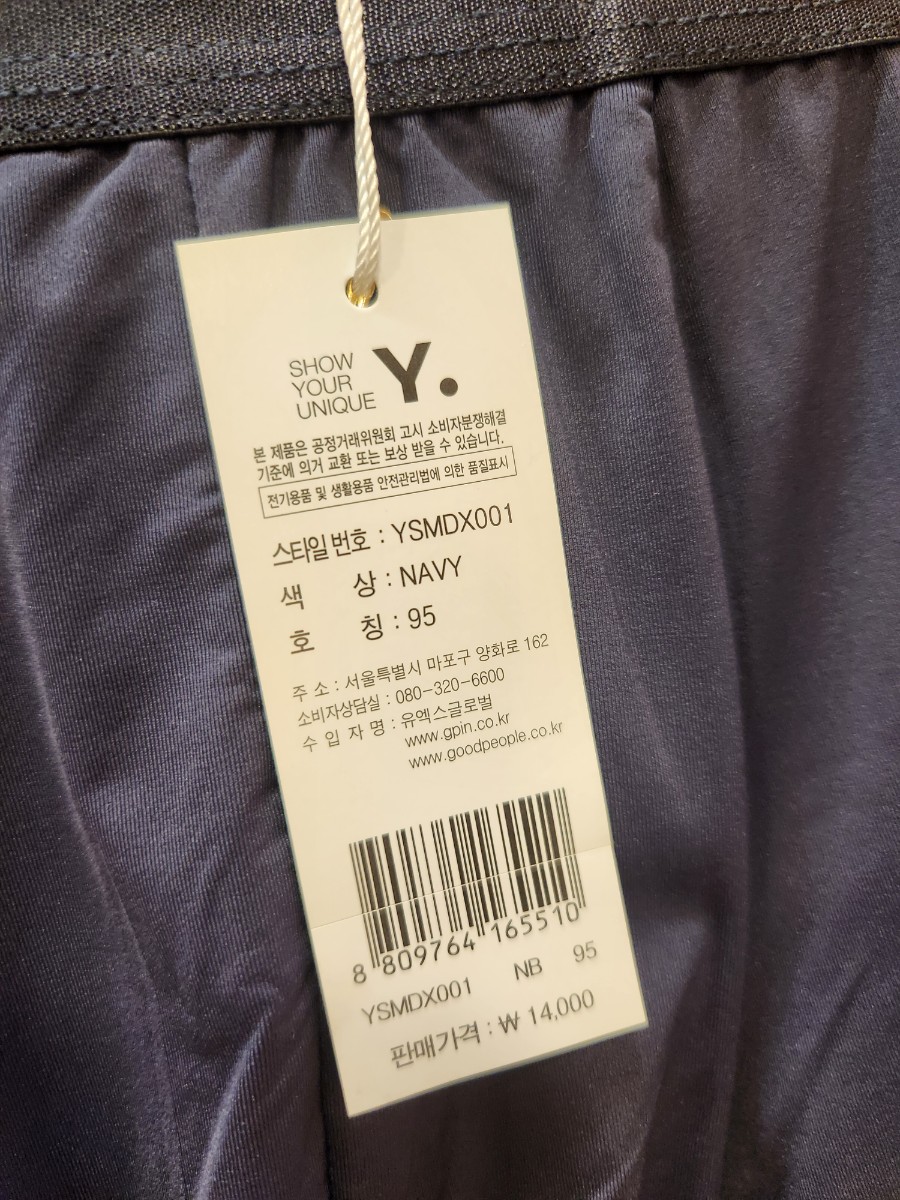 SHOW
YOUR
UNIQUE
Y.
본 제품은 공정거래위원회 고시 소비자분쟁해결
기준에 의거 교환 또는 보상 받을 수 있습니다.
전기용품 및 생활용품 안전관리법에 의한 품질표시
스타일 번호 : YSMDX001
색 상 : NAVY
호 칭 : 95
주 소 : 서울특별시 마포구 양화로 162
소비자상담실 : 080-320-6600
수 입 자 명 : 유엑스글로벌
www.gpin.co.kr
www.goodpeople.co.kr
8 809764 165510
YSMDX001 NB 95
판매가격 : ₩ 14,000